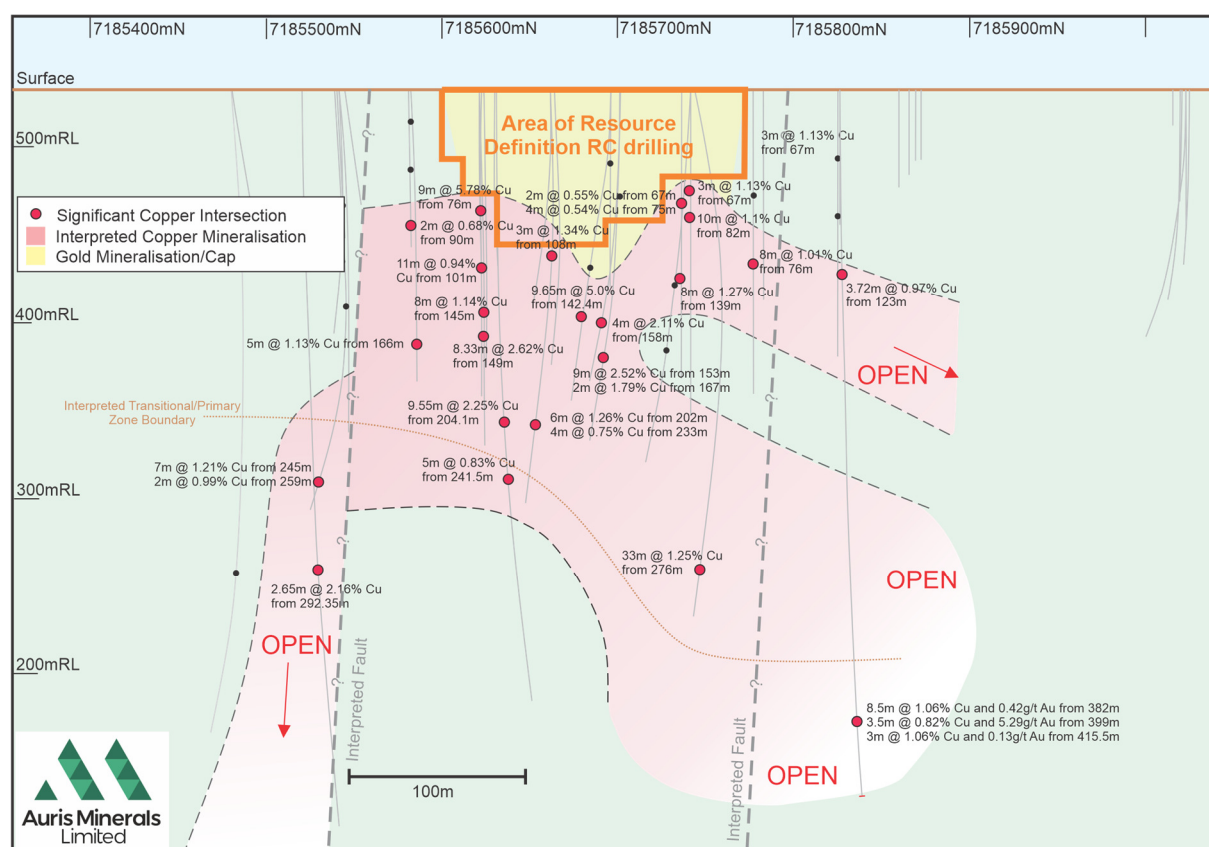 7185400mN
7185500mN
7185600mN
7185700mN
7185800mN
7185900mN
Surface
500mRL
400mRL
300mRL
200mRL
Area of Resource
Definition RC drilling
Significant Copper Intersection
Interpreted Copper Mineralisation
Gold Mineralisation/Cap
3m @ 1.13% Cu
from 67m
9m @ 5.78% Cu
from 76m
2m @ 0.55% Cu from 67m
4m @ 0.54% Cu from 75m
3m @ 1.13% Cu
from 67m
2m @ 0.68% Cu
from 90m
3m @ 1.34% Cu
from 108m
10m @ 1.1% Cu
from 82m
11m @ 0.94%
Cu from 101m
8m @ 1.01% Cu
from 76m
9.65m @ 5.0% Cu
from 142.4m
8m @ 1.27% Cu
from 139m
3.72m @ 0.97% Cu
from 123m
8m @ 1.14% Cu
from 145m
4m @ 2.11% Cu
from 158m
5m @ 1.13% Cu from 166m
8.33m @ 2.62% Cu
from 149m
9m @ 2.52% Cu from 153m
2m @ 1.79% Cu from 167m
OPEN
Interpreted Transitional/Primary
Zone Boundary
9.55m @ 2.25% Cu
from 204.1m
6m @ 1.26% Cu from 202m
4m @ 0.75% Cu from 233m
7m @ 1.21% Cu from 245m
2m @ 0.99% Cu from 259m
5m @ 0.83% Cu
from 241.5m
33m @ 1.25% Cu
from 276m
OPEN
2.65m @ 2.16% Cu
from 292.35m
OPEN
8.5m @ 1.06% Cu and 0.42g/t Au from 382m
3.5m @ 0.82% Cu and 5.29g/t Au from 399m
3m @ 1.06% Cu and 0.13g/t Au from 415.5m
OPEN
Interpreted Fault
?
?
?
?
?
Interpreted Fault
?
?
?
?
100m
Auris Minerals
Limited